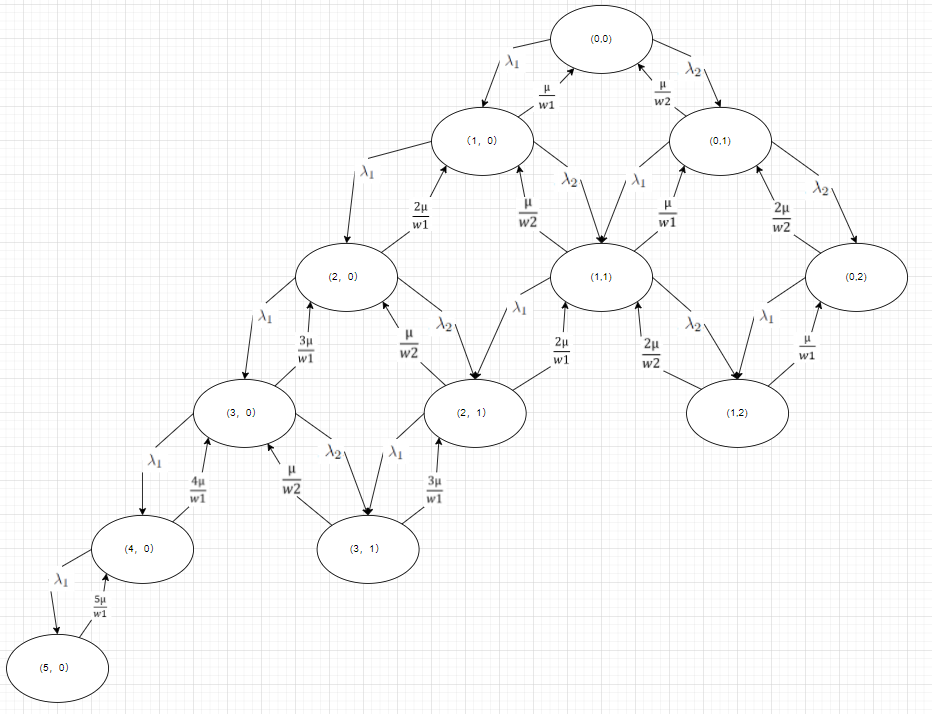 (0,0)
λ₁
λ₂
μ/w1
μ/w2
(1, 0)
(0,1)
λ₁
λ₂
λ₁
λ₂
2μ/w1
μ/w2
μ/w1
2μ/w2
(2, 0)
(1,1)
(0,2)
λ₁
λ₂
λ₁
λ₂
λ₁
3μ/w1
μ/w2
2μ/w1
2μ/w2
μ/w1
(3, 0)
(2, 1)
(1,2)
λ₁
λ₂
λ₁
4μ/w1
μ/w2
3μ/w1
(4, 0)
(3, 1)
λ₁
5μ/w1
(5, 0)